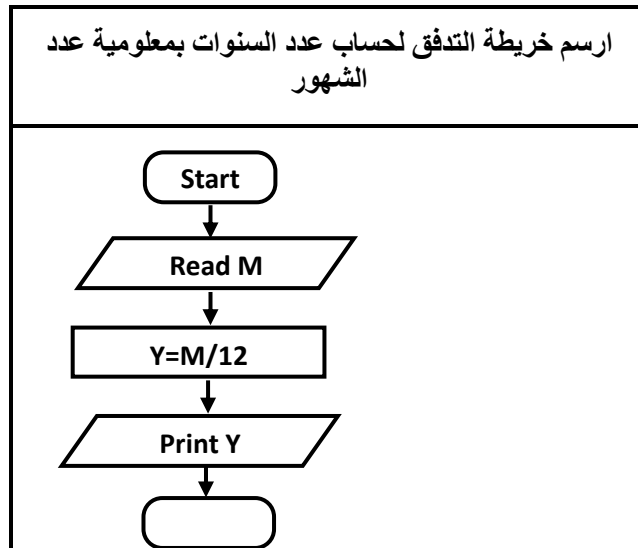 ارسم خريطة التدفق لحساب عدد السنوات بمعلومية عدد
الشهور
Start
Read M
Y=M/12
Print Y